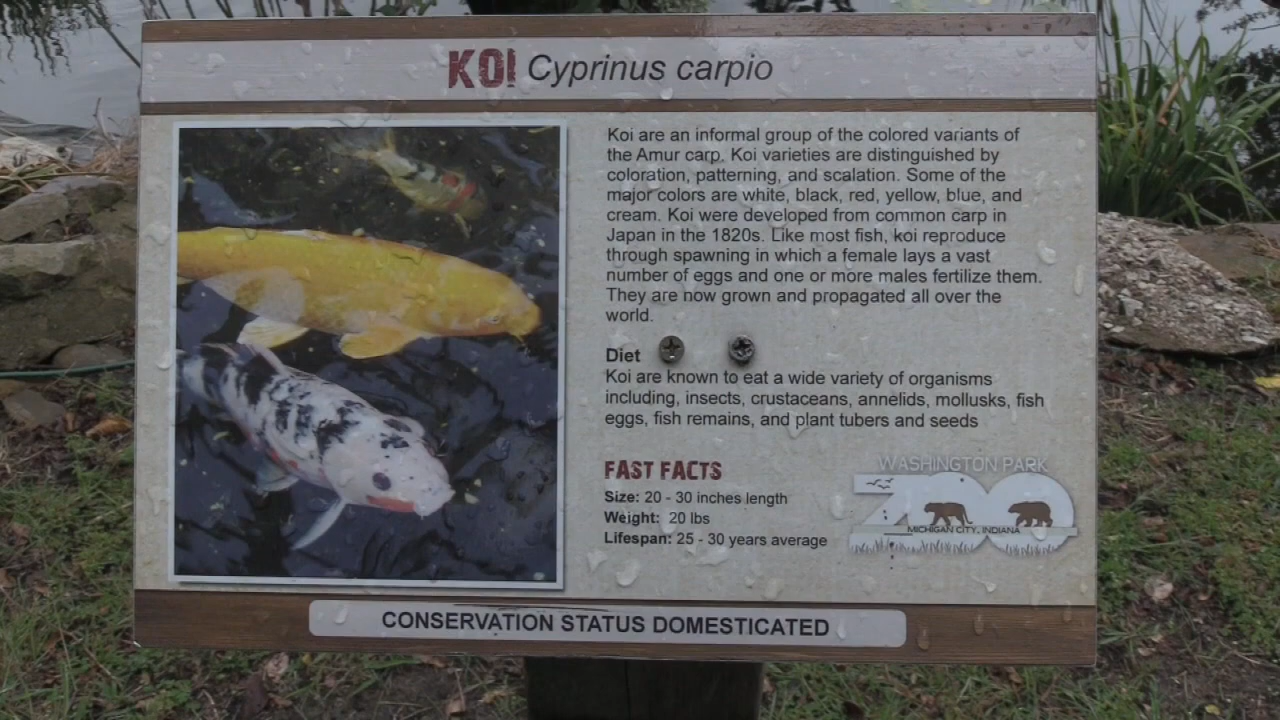 KOI Cyprinus carpio
Koi are an informal group of the colored variants of
the Amur carp. Koi varieties are distinguished by
coloration, patterning, and scalation. Some of the
major colors are white, black, red, yellow, blue, and
cream. Koi were developed from common carp in
Japan in the 1820s. Like most fish, koi reproduce
through spawning in which a female lays a vast
number of eggs and one or more males fertilize them.
They are now grown and propagated all over the
world.
Diet
Koi are known to eat a wide variety of organisms
including, insects, crustaceans, annelids, mollusks, fish
eggs, fish remains, and plant tubers and seeds
FAST FACTS
Size: 20 - 30 inches length
Weight: 20 lbs
Lifespan: 25 - 30 years average
WASHINGTON PARK
ZOO
MICHIGAN CITY, INDIANA
CONSERVATION STATUS DOMESTICATED